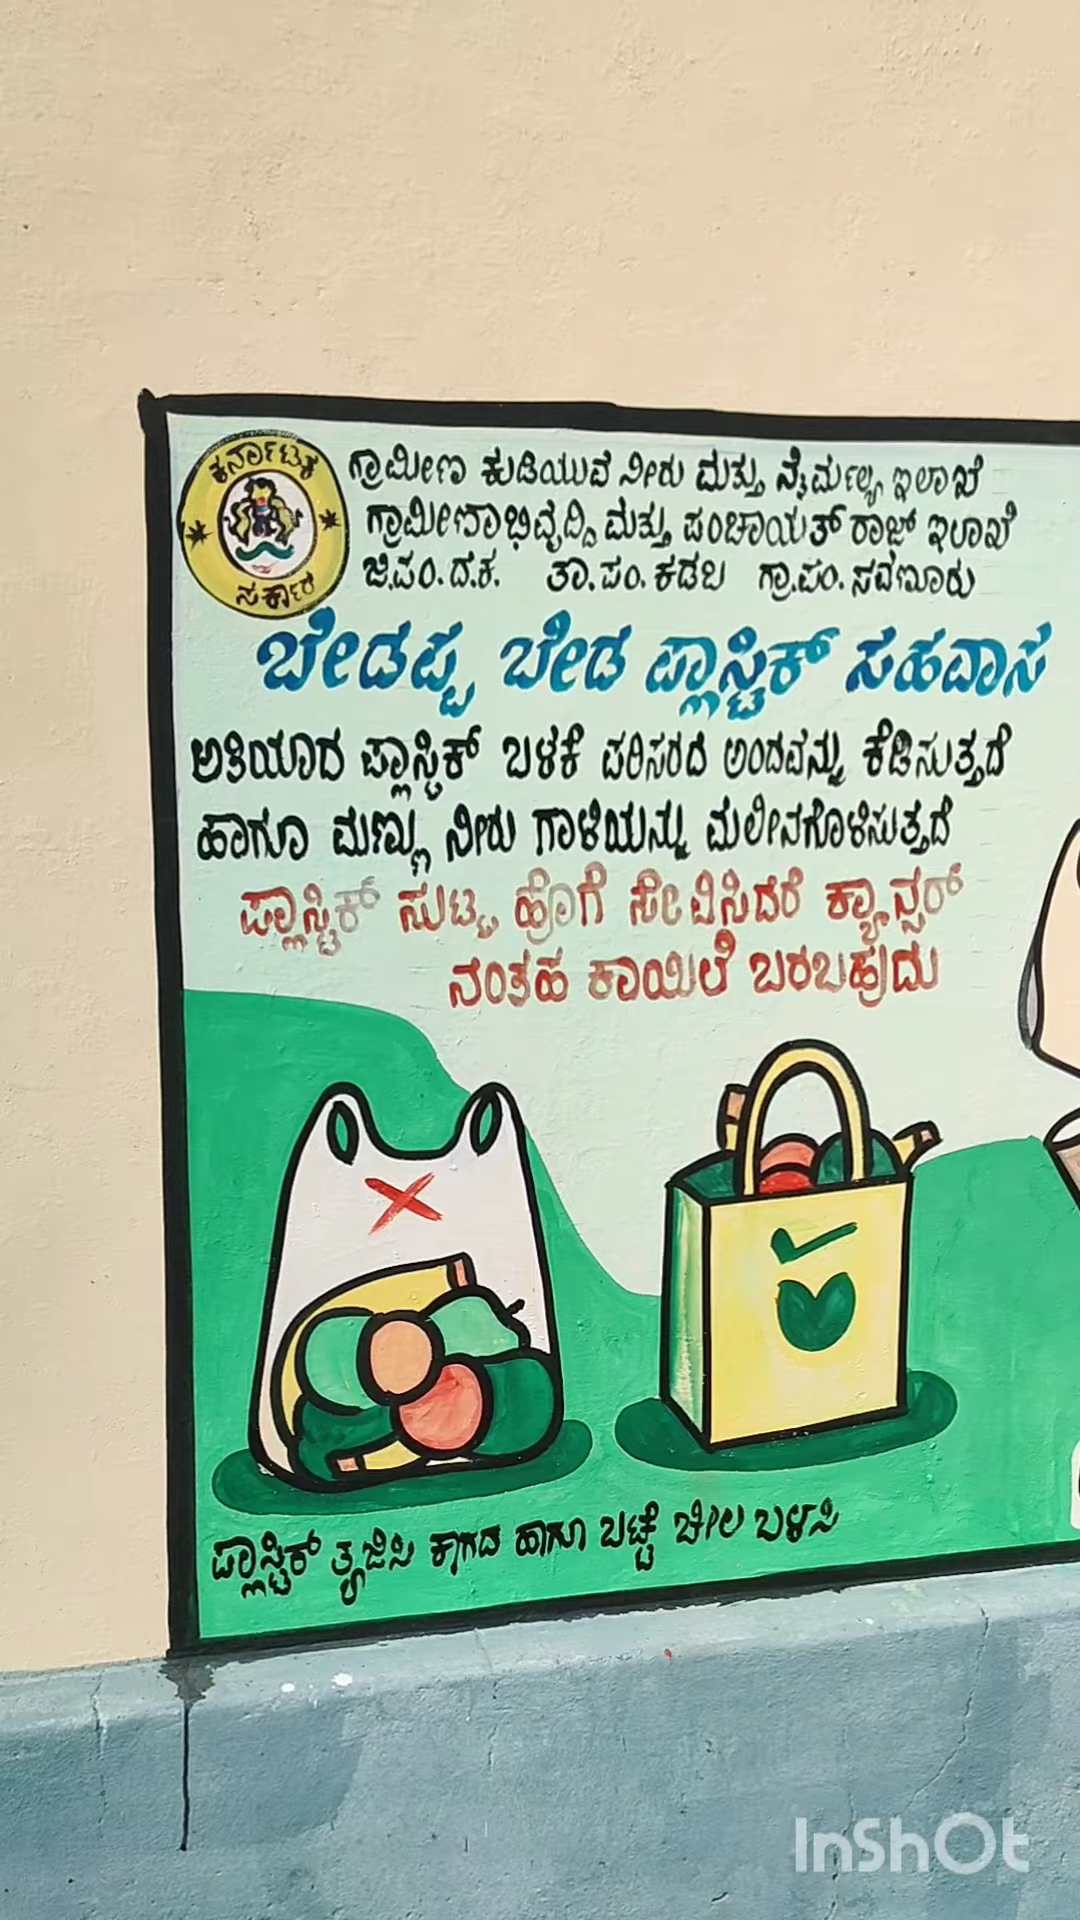 ಕರ್ನಾಟಕ
ಸರ್ಕಾರ
ಗ್ರಾಮೀಣ ಕುಡಿಯುವ ನೀರು ಮತ್ತು ನೈರ್ಮಲ್ಯ ಇಲಾಖೆ
ಗ್ರಾಮೀಣಾಭಿವೃದ್ದಿ ಮತ್ತು ಪಂಚಾಯತ್ ರಾಜ್ ಇಲಾಖೆ
ಜಿ.ಪಂ.ದ.ಕ. ತಾ.ಪಂ.ಕಡಬ ಗ್ರಾ.ಪಂ.ಸವಣೂರು
ಬೇಡಪ್ಪ ಬೇಡ ಪ್ಲಾಸ್ಟಿಕ್ ಸಹವಾಸ
ಅತಿಯಾದ ಪ್ಲಾಸ್ಟಿಕ್ ಬಳಕೆ ಪರಿಸರದ ಅಂದವನ್ನು ಕೆಡಿಸುತ್ತದೆ
ಹಾಗೂ ಮಣ್ಣು ನೀರು ಗಾಳಿಯನ್ನು ಮಲೀನಗೊಳಿಸುತ್ತದೆ
ಪ್ಲಾಸ್ಟಿಕ್ ಸುಟ್ಟ ಹೊಗೆ ಸೇವಿಸಿದರೆ ಕ್ಯಾನ್ಸರ್
ನಂತಹ ಕಾಯಿಲೆ ಬರಬಹುದು
ಪ್ಲಾಸ್ಟಿಕ್ ತ್ಯಜಿಸಿ ಕಾಗದ ಹಾಗೂ ಬಟ್ಟೆ ಚೀಲ ಬಳಸಿ
InShOt